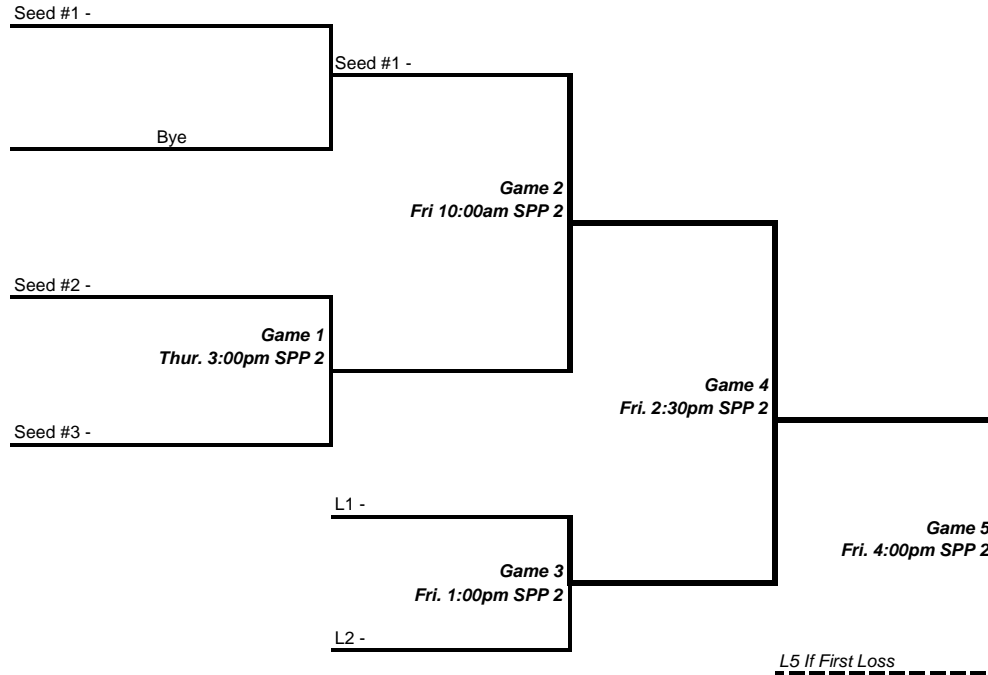 Seed #1 -
Seed #1 -
Bye
Game 2
Fri 10:00am SPP 2
Seed #2 -
Game 1
Thur. 3:00pm SPP 2
Game 4
Fri. 2:30pm SPP 2
Seed #3 -
L1 -
Game 5
Fri. 4:00pm SPP 2
Game 3
Fri. 1:00pm SPP 2
L2 -
L5 If First Loss